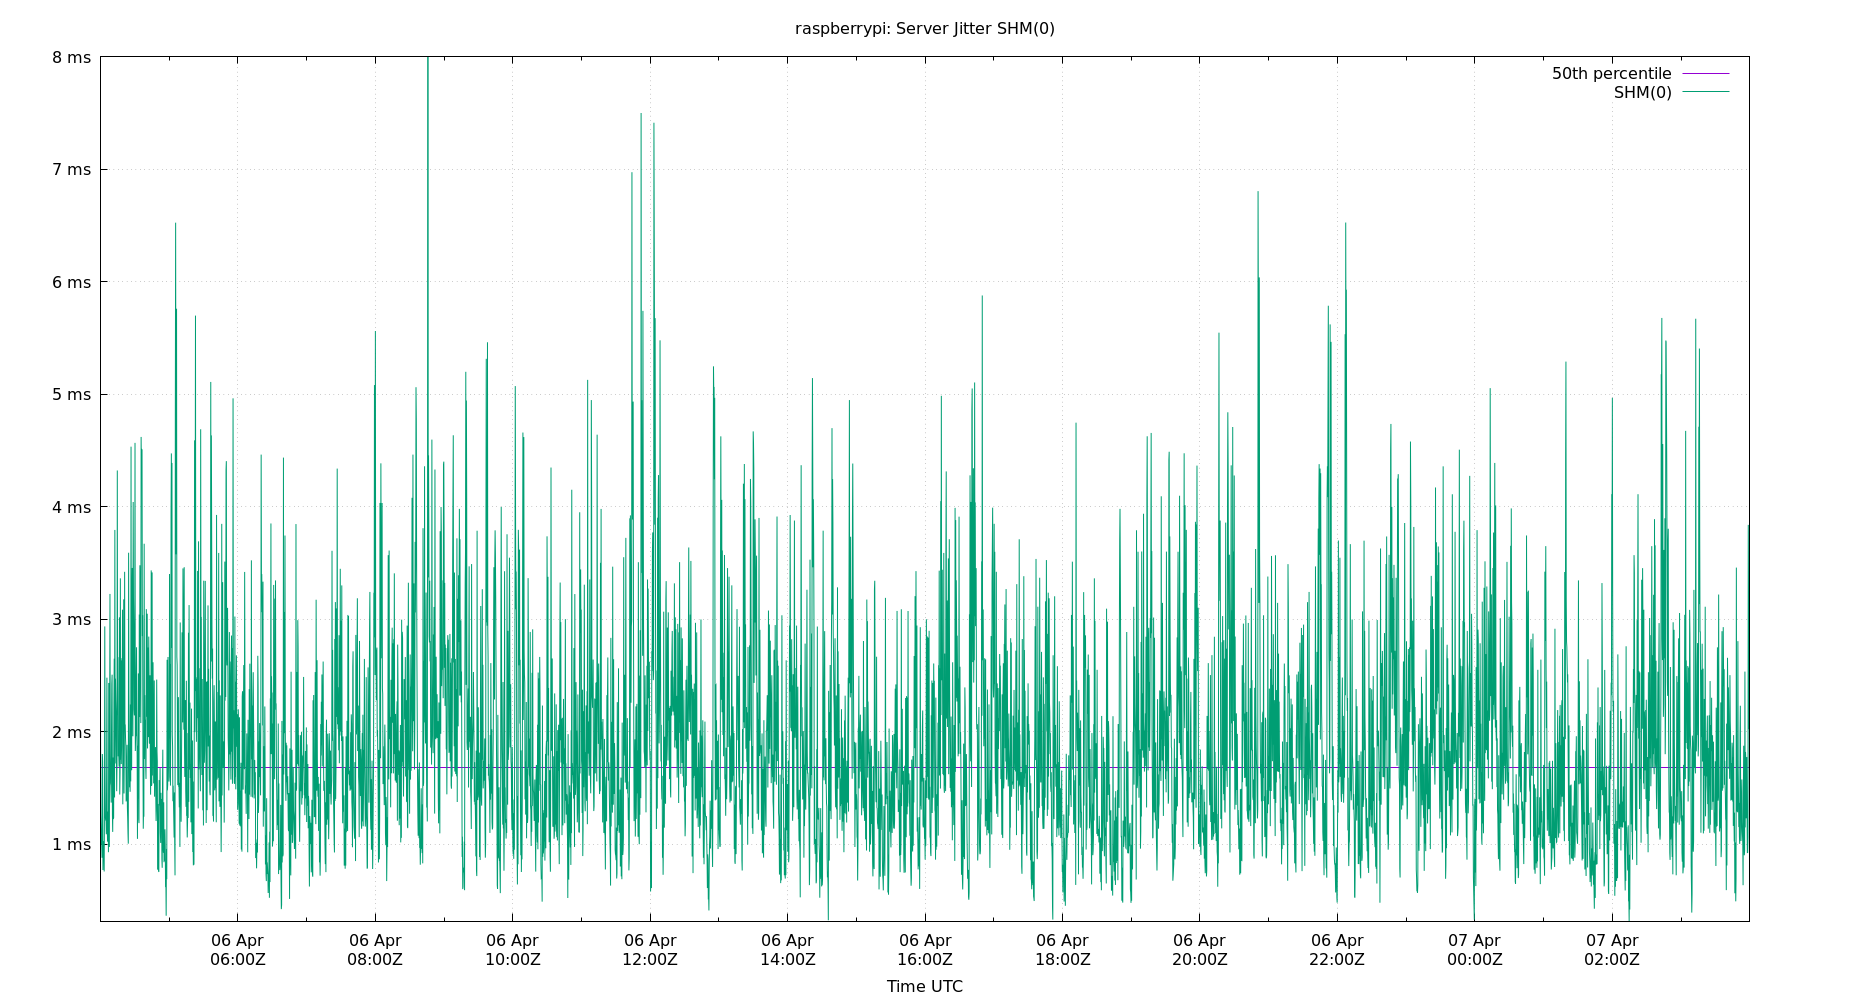 raspberrypi: Server Jitter SHM(0)
50th percentile
SHM(0)
8 ms
7 ms
6 ms
5 ms
4 ms
3 ms
2 ms
1 ms
06 Apr 06 Apr 06 Apr 06 Apr 06 Apr 06 Apr 06 Apr 06 Apr 06 Apr 07 Apr 07 Apr
06:00Z 08:00Z 10:00Z 12:00Z 14:00Z 16:00Z 18:00Z 20:00Z 22:00Z 00:00Z 02:00Z
Time UTC